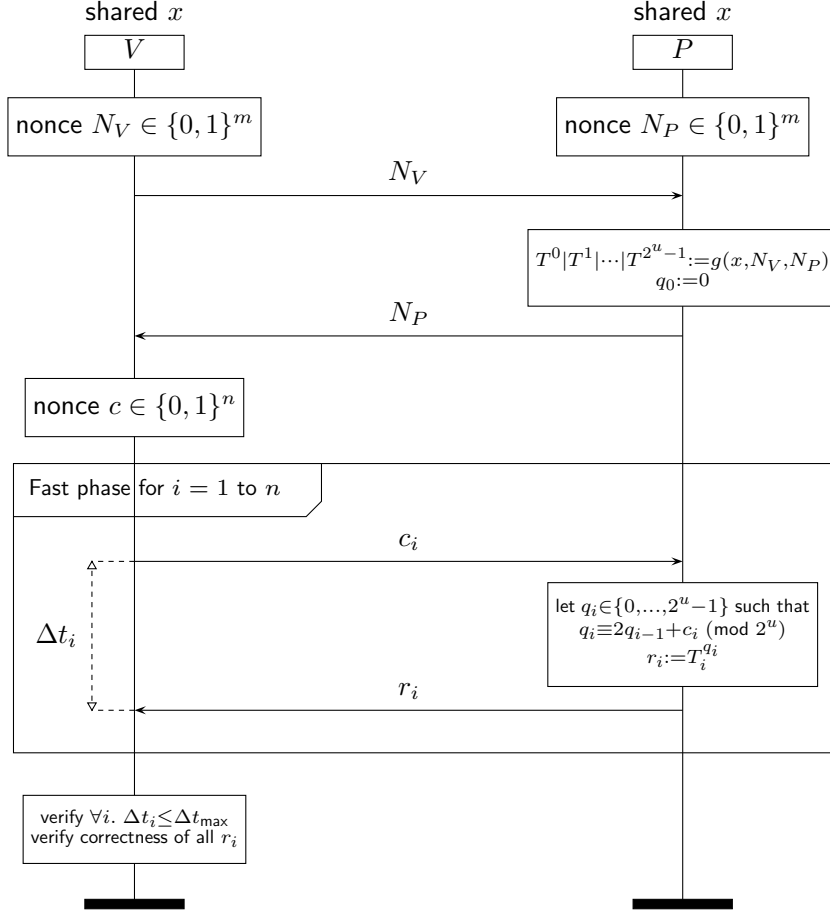 shared x shared x
V P
nonce N_V ∈ {0, 1}^m nonce N_P ∈ {0, 1}^m
N_V
T^0|T^1|···|T^{2^u−1}:=g(x,N_V,N_P)
q_0:=0
N_P
nonce c ∈ {0, 1}^n
Fast phase for i = 1 to n
c_i
let q_i∈{0,...,2^u−1} such that
q_i≡2q_{i−1}+c_i (mod 2^u)
r_i:=T_i^{q_i}
Δt_i
r_i
verify ∀i. Δt_i≤Δt_max
verify correctness of all r_i